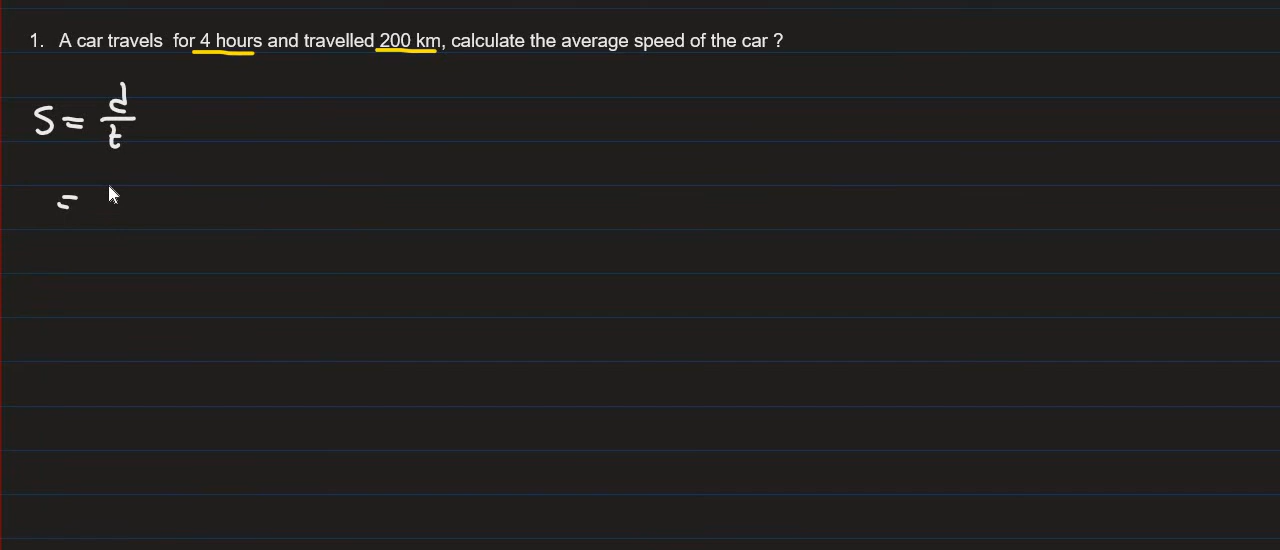 1. A car travels for 4 hours and travelled 200 km, calculate the average speed of the car ?
S = d/t
=